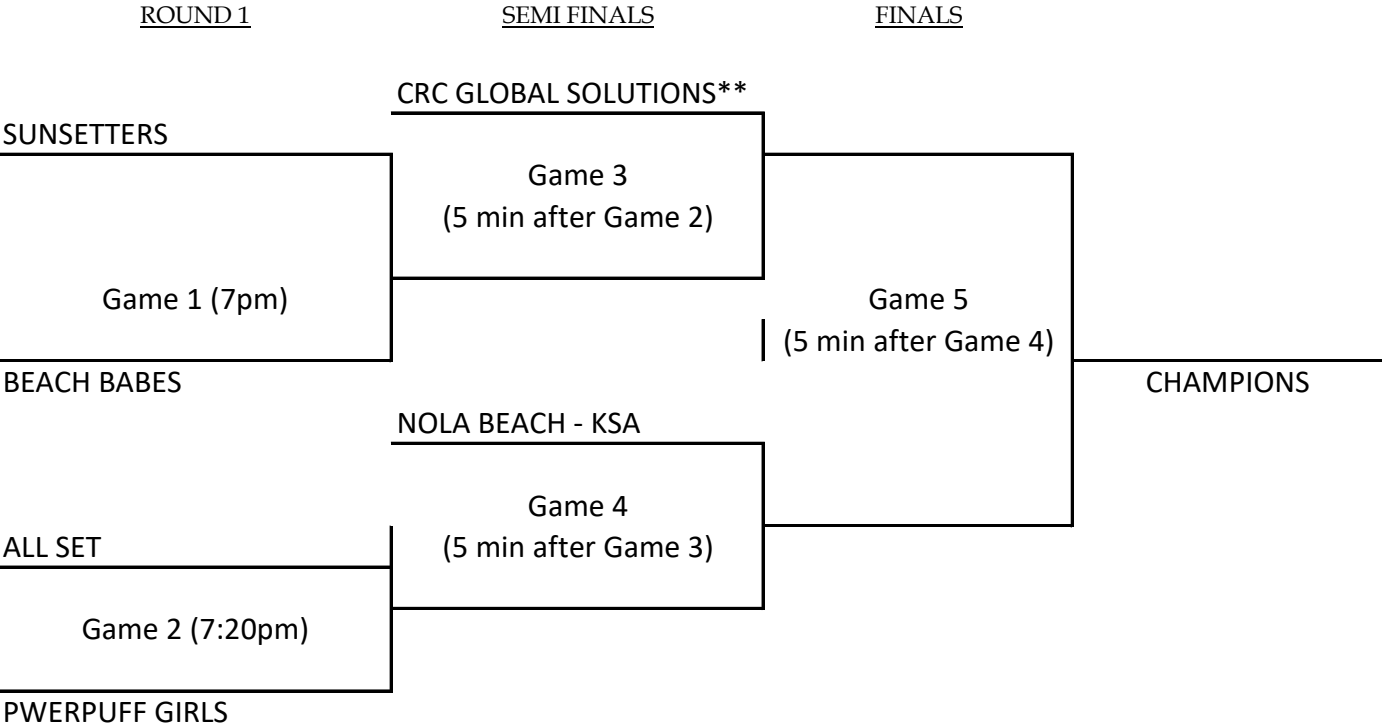 ROUND 1 SEMI FINALS FINALS
CRC GLOBAL SOLUTIONS**
SUNSETTERS
Game 3
(5 min after Game 2)
Game 1 (7pm)
Game 5
(5 min after Game 4)
BEACH BABES
CHAMPIONS
NOLA BEACH - KSA
Game 4
(5 min after Game 3)
ALL SET
Game 2 (7:20pm)
PWERPUFF GIRLS